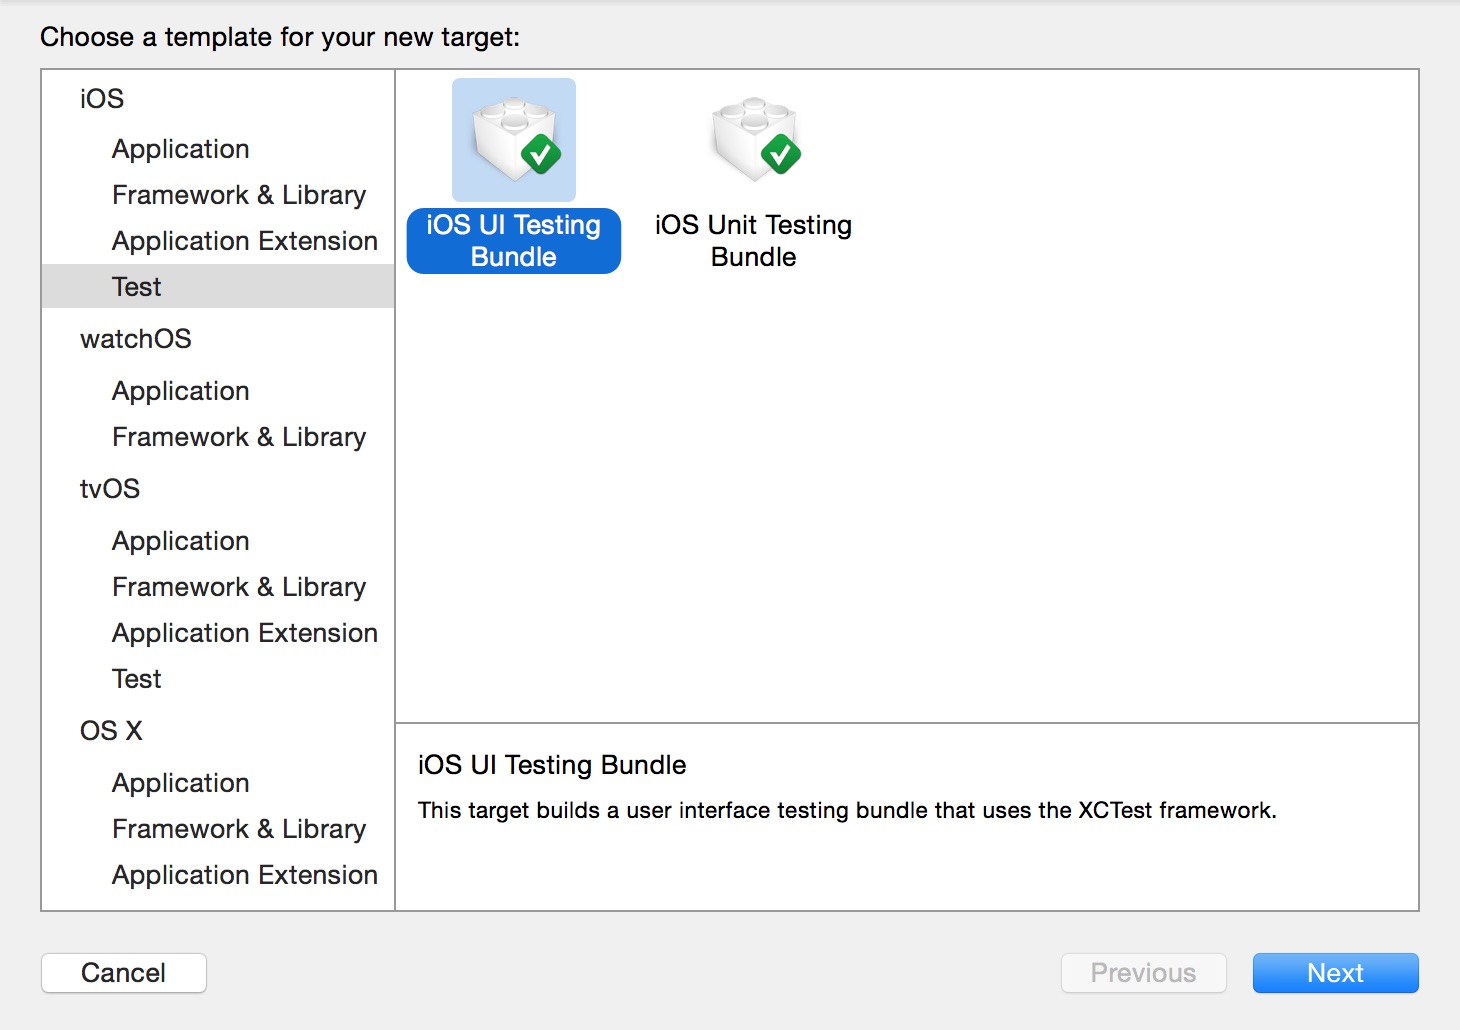 Choose a template for your new target:
iOS
Application
Framework & Library
Application Extension
Test
watchOS
Application
Framework & Library
tvOS
Application
Framework & Library
Application Extension
Test
OS X
Application
Framework & Library
Application Extension
iOS UI Testing
Bundle
iOS Unit Testing
Bundle
iOS UI Testing Bundle
This target builds a user interface testing bundle that uses the XCTest framework.
Cancel
Previous
Next